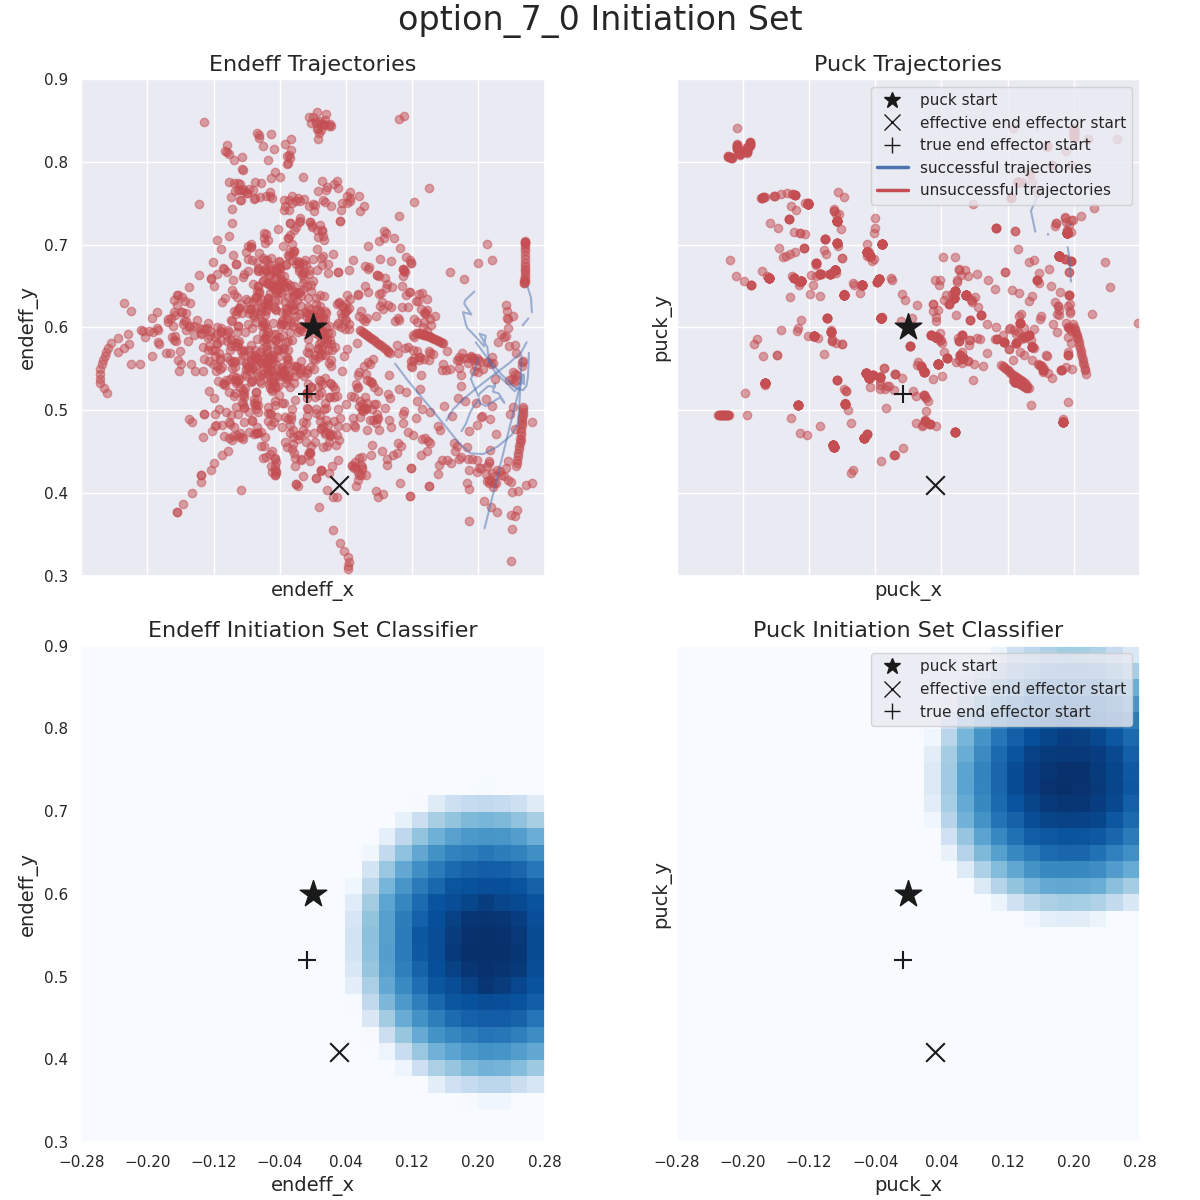 option_7_0 Initiation Set
Endeff Trajectories
Puck Trajectories
0.9
0.8
0.7
0.6
0.5
0.4
0.3
endeff_y
endeff_x
puck_y
puck_x
puck start
effective end effector start
true end effector start
successful trajectories
unsuccessful trajectories
Endeff Initiation Set Classifier
Puck Initiation Set Classifier
0.9
0.8
0.7
0.6
0.5
0.4
0.3
endeff_y
−0.28 −0.20 −0.12 −0.04 0.04 0.12 0.20 0.28
endeff_x
puck_y
puck start
effective end effector start
true end effector start
−0.28 −0.20 −0.12 −0.04 0.04 0.12 0.20 0.28
puck_x